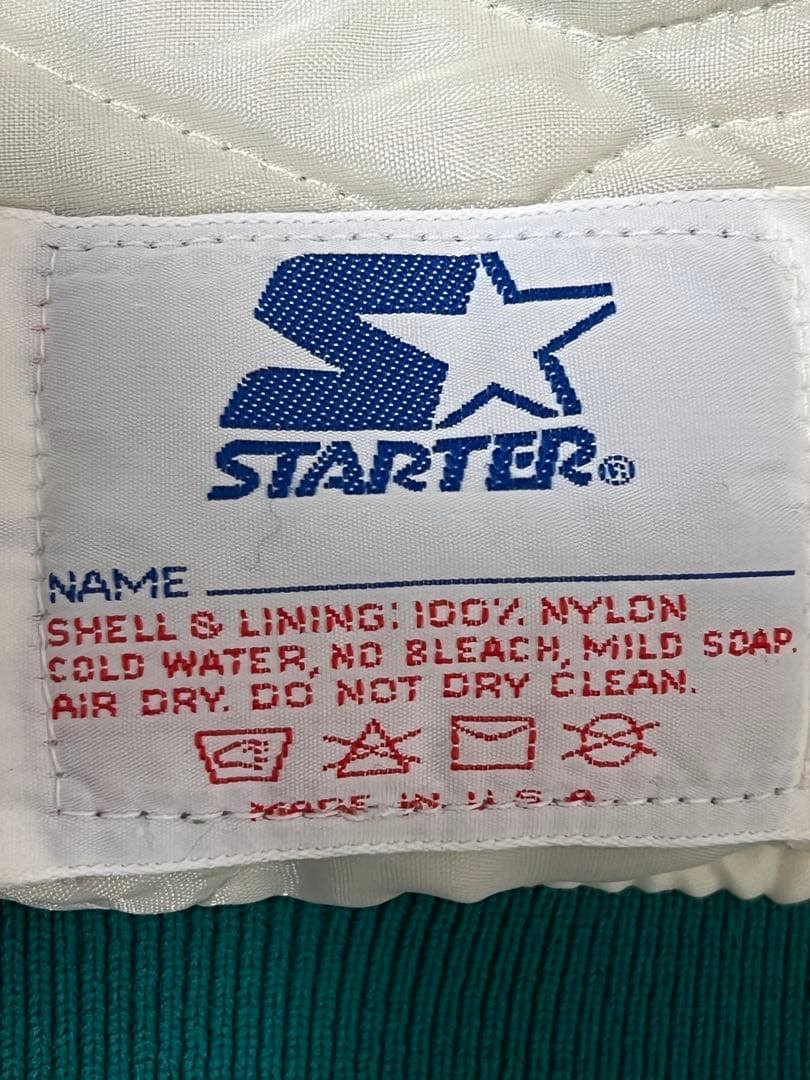 STARTER®
NAME
SHELL & LINING: 100% NYLON
COLD WATER, NO BLEACH, MILD SOAP.
AIR DRY. DO NOT DRY CLEAN.
MADE IN U.S.A.